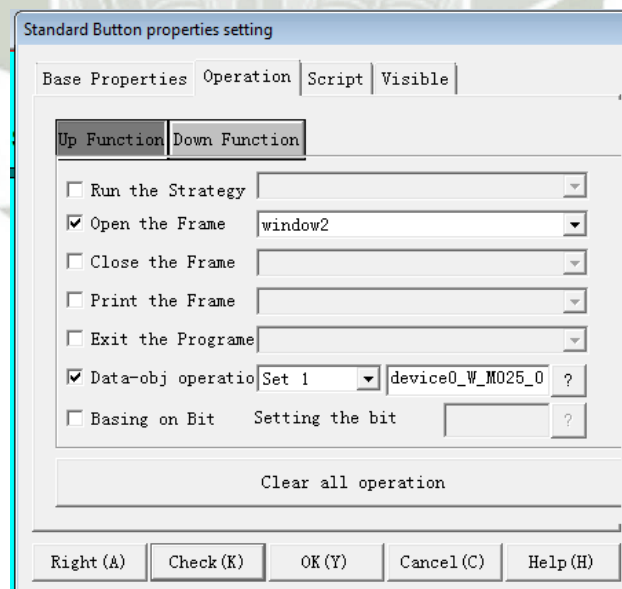 Standard Button properties setting
Base Properties Operation Script Visible
Up Function Down Function
Run the Strategy
Open the Frame window2
Close the Frame
Print the Frame
Exit the Programe
Data-obj operatio Set 1 device0_W_M025_0 ?
Basing on Bit Setting the bit ?
Clear all operation
Right(A) Check(K) OK(Y) Cancel(C) Help(H)